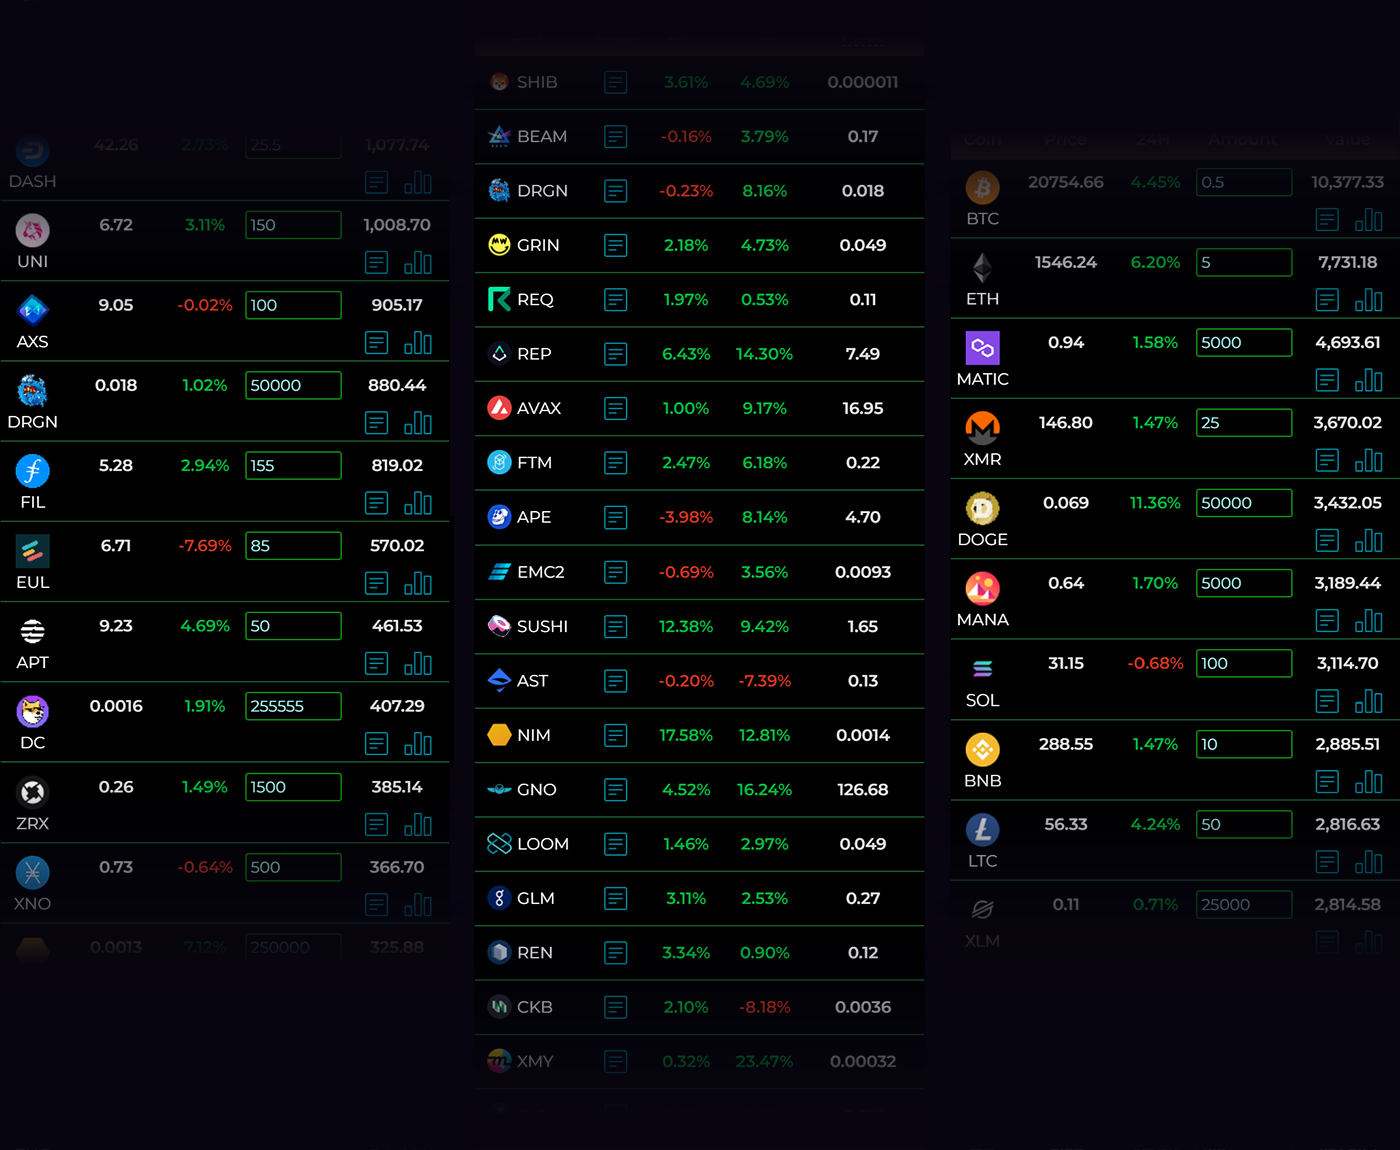 42.26 2.73% 25.5 1,077.74
DASH
6.72 3.11% 150 1,008.70
UNI
9.05 -0.02% 100 905.17
AXS
0.018 1.02% 50000 880.44
DRGN
5.28 2.94% 155 819.02
FIL
6.71 -7.69% 85 570.02
EUL
9.23 4.69% 50 461.53
APT
0.0016 1.91% 255555 407.29
DC
0.26 1.49% 1500 385.14
ZRX
0.73 -0.64% 500 366.70
XNO
0.0013 7.12% 250000 325.88
SHIB 3.61% 4.69% 0.000011
BEAM -0.16% 3.79% 0.17
DRGN -0.23% 8.16% 0.018
GRIN 2.18% 4.73% 0.049
REQ 1.97% 0.53% 0.11
REP 6.43% 14.30% 7.49
AVAX 1.00% 9.17% 16.95
FTM 2.47% 6.18% 0.22
APE -3.98% 8.14% 4.70
EMC2 -0.69% 3.56% 0.0093
SUSHI 12.38% 9.42% 1.65
AST -0.20% -7.39% 0.13
NIM 17.58% 12.81% 0.0014
GNO 4.52% 16.24% 126.68
LOOM 1.46% 2.97% 0.049
GLM 3.11% 2.53% 0.27
REN 3.34% 0.90% 0.12
CKB 2.10% -8.18% 0.0036
XMY 0.32% 23.47% 0.00032
Coin Price 24H Amount Value
20754.66 4.45% 0.5 10,377.33
BTC
1546.24 6.20% 5 7,731.18
ETH
0.94 1.58% 5000 4,693.61
MATIC
146.80 1.47% 25 3,670.02
XMR
0.069 11.36% 50000 3,432.05
DOGE
0.64 1.70% 5000 3,189.44
MANA
31.15 -0.68% 100 3,114.70
SOL
288.55 1.47% 10 2,885.51
BNB
56.33 4.24% 50 2,816.63
LTC
0.11 0.71% 25000 2,814.58
XLM